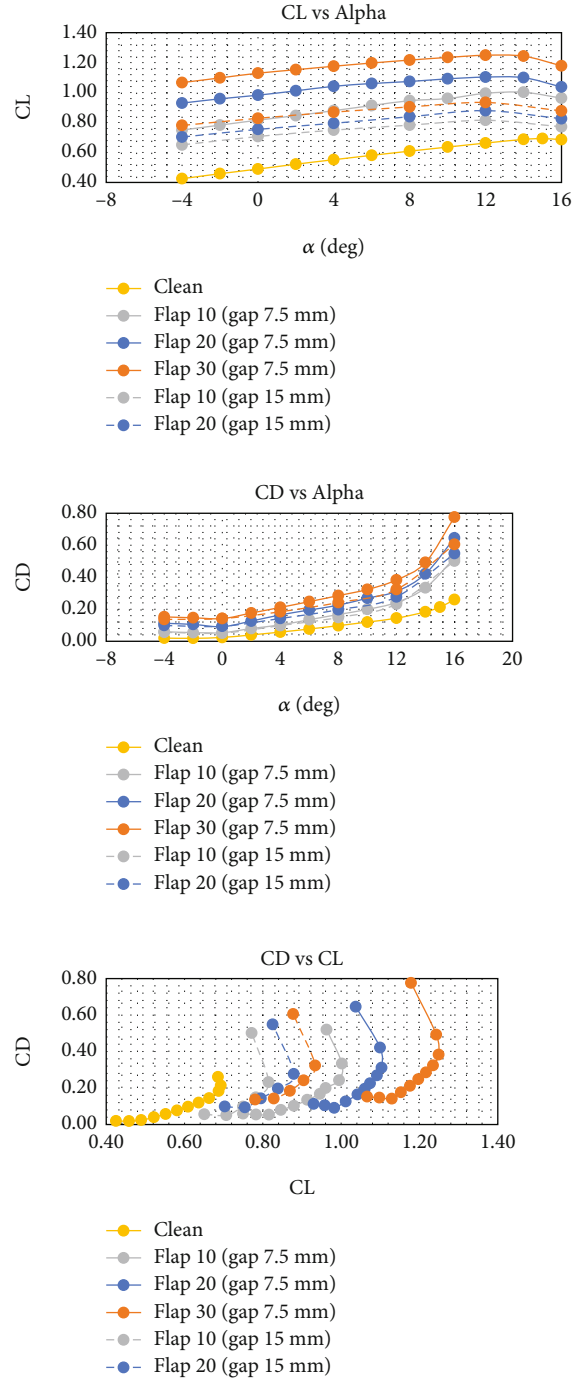 CL vs Alpha
1.40
1.20
1.00
0.80
0.60
0.40
CL
−8
−4
0
4
8
12
16
α (deg)
Clean
Flap 10 (gap 7.5 mm)
Flap 20 (gap 7.5 mm)
Flap 30 (gap 7.5 mm)
Flap 10 (gap 15 mm)
Flap 20 (gap 15 mm)
CD vs Alpha
0.80
0.60
0.40
0.20
0.00
CD
−8
−4
0
4
8
12
16
20
α (deg)
Clean
Flap 10 (gap 7.5 mm)
Flap 20 (gap 7.5 mm)
Flap 30 (gap 7.5 mm)
Flap 10 (gap 15 mm)
Flap 20 (gap 15 mm)
CD vs CL
0.80
0.60
0.40
0.20
0.00
CD
0.40
0.60
0.80
1.00
1.20
1.40
CL
Clean
Flap 10 (gap 7.5 mm)
Flap 20 (gap 7.5 mm)
Flap 30 (gap 7.5 mm)
Flap 10 (gap 15 mm)
Flap 20 (gap 15 mm)